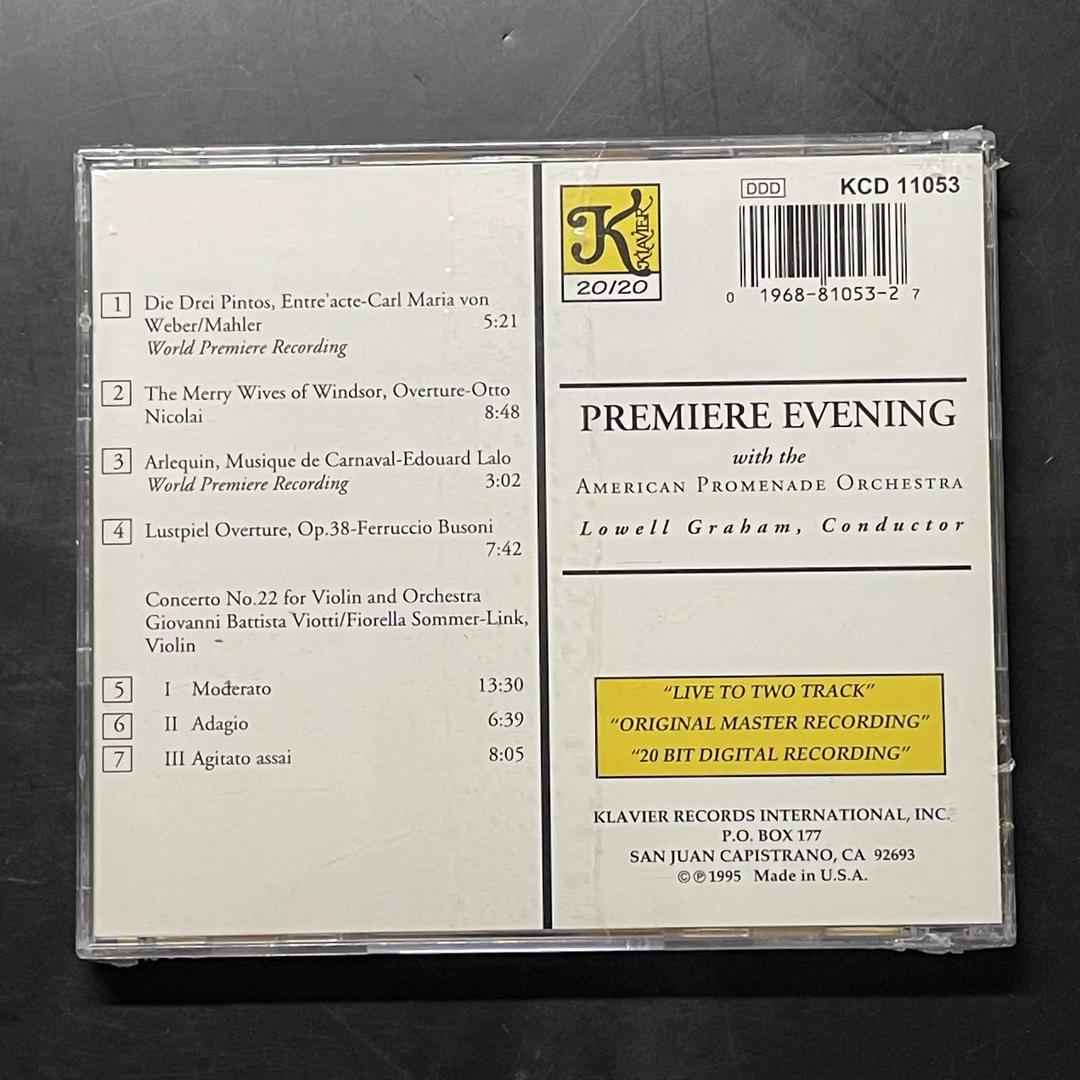 1 Die Drei Pintos, Entre'acte-Carl Maria von
Weber/Mahler 5:21
World Premiere Recording
2 The Merry Wives of Windsor, Overture-Otto
Nicolai 8:48
3 Arlequin, Musique de Carnaval-Edouard Lalo
World Premiere Recording 3:02
4 Lustpiel Overture, Op.38-Ferruccio Busoni
7:42
Concerto No.22 for Violin and Orchestra
Giovanni Battista Viotti/Fiorella Sommer-Link,
Violin
5 I Moderato 13:30
6 II Adagio 6:39
7 III Agitato assai 8:05
K KLAVIER
20/20
DDD KCD 11053
0 1968-81053-2 7
PREMIERE EVENING
with the
AMERICAN PROMENADE ORCHESTRA
Lowell Graham, Conductor
"LIVE TO TWO TRACK"
"ORIGINAL MASTER RECORDING"
"20 BIT DIGITAL RECORDING"
KLAVIER RECORDS INTERNATIONAL, INC.
P.O. BOX 177
SAN JUAN CAPISTRANO, CA 92693
©℗1995 Made in U.S.A.